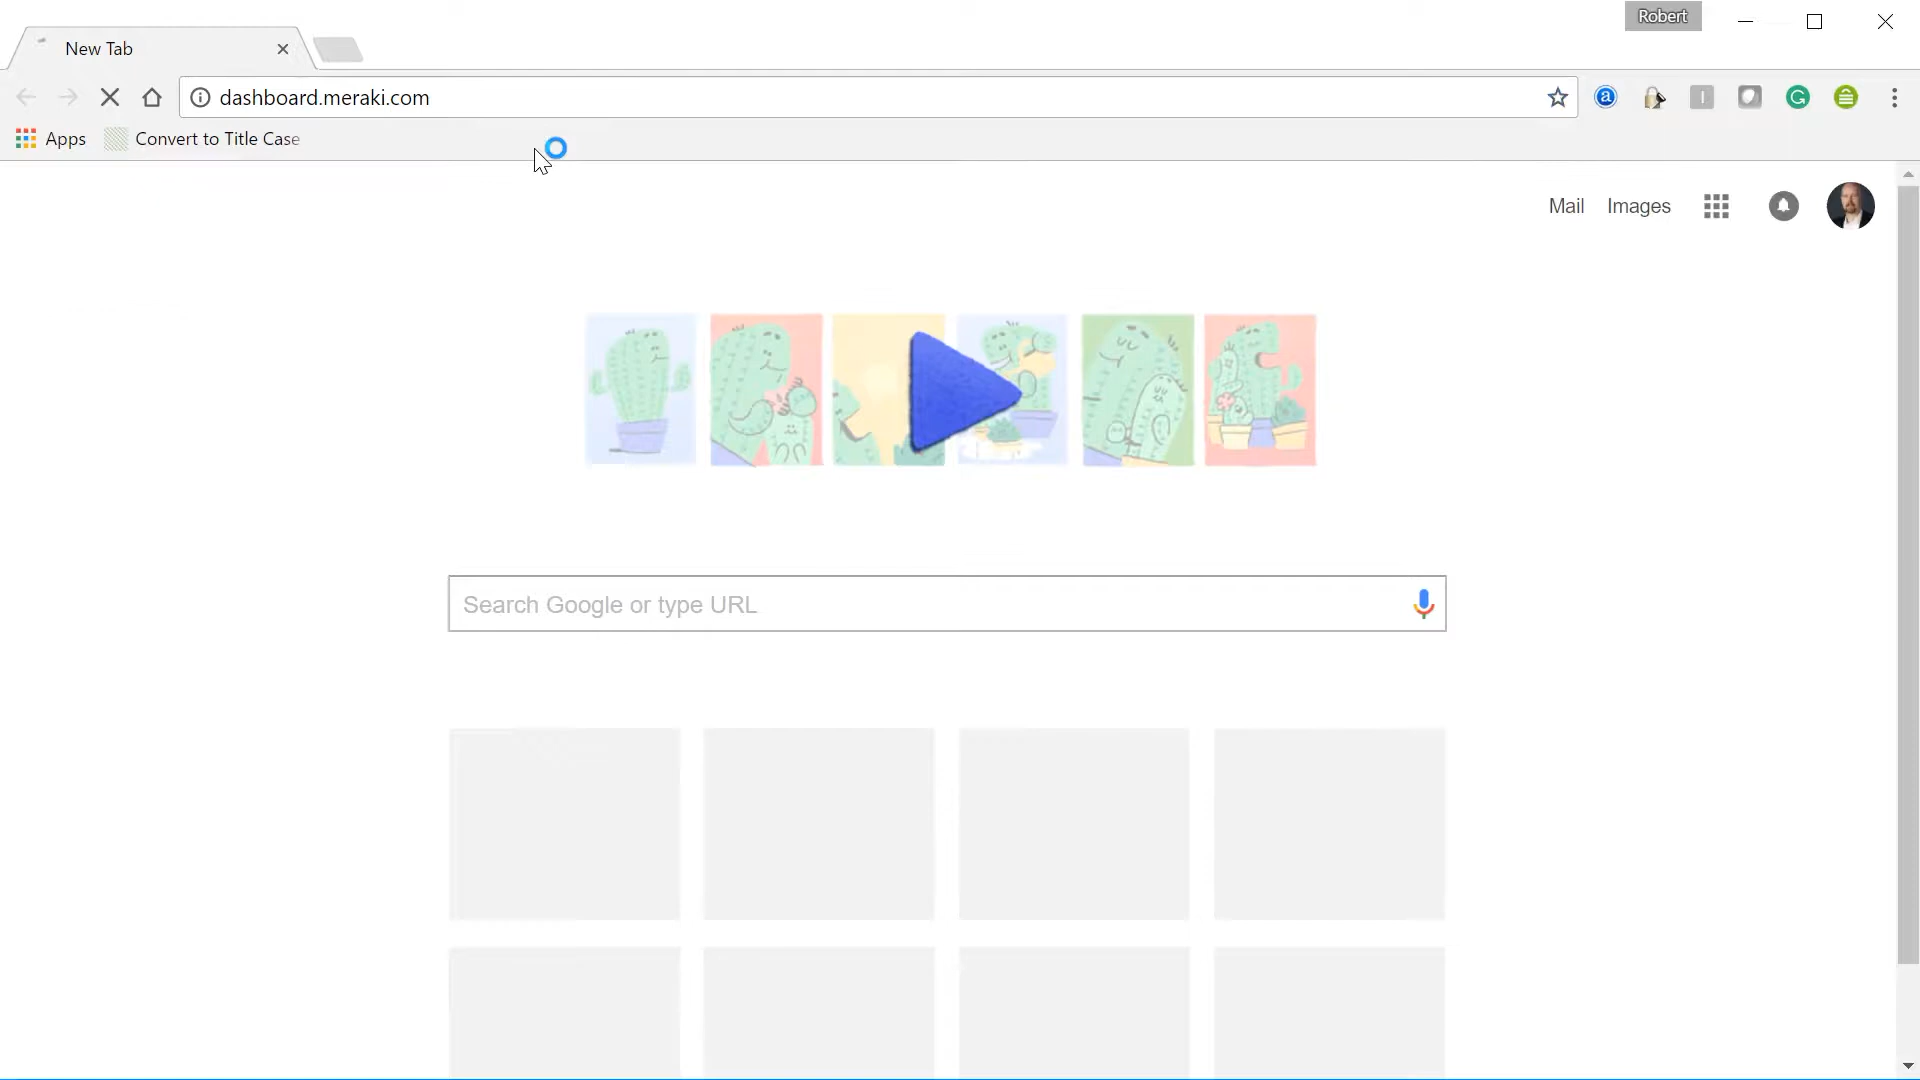 Robert
New Tab
dashboard.meraki.com
Apps Convert to Title Case
Mail Images
Search Google or type URL